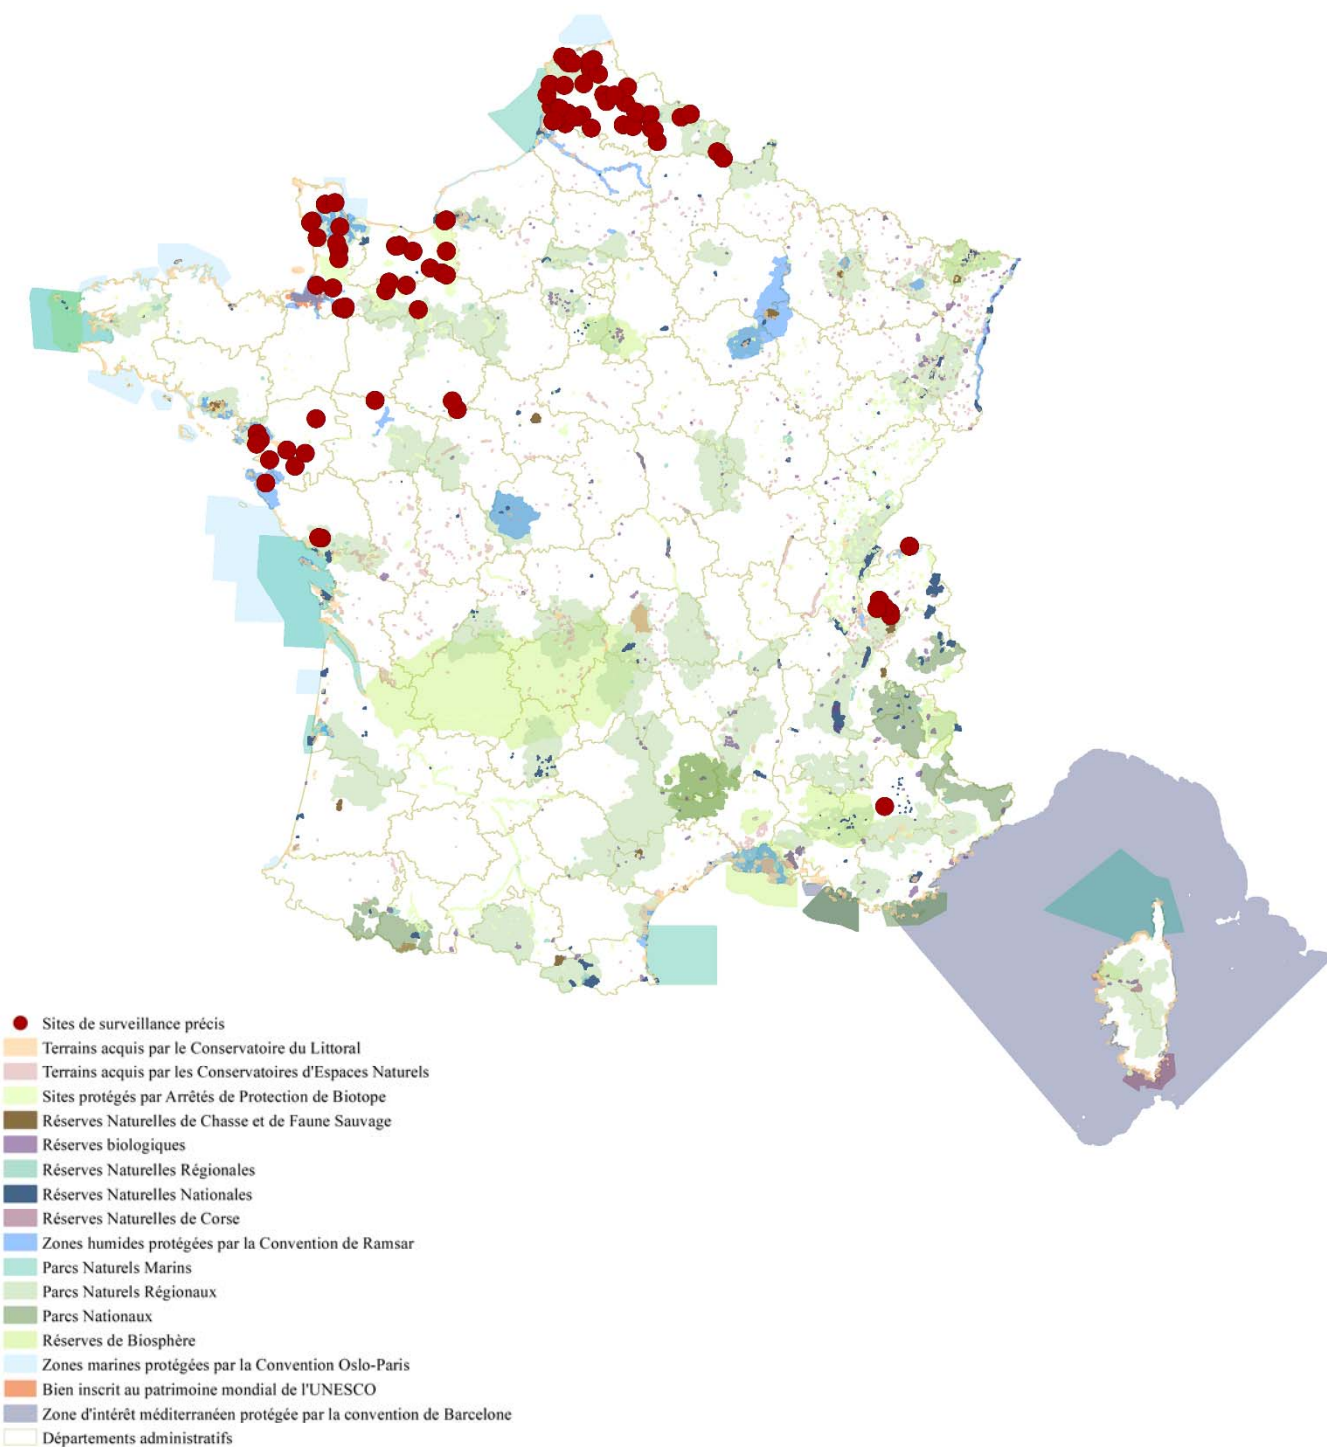 Sites de surveillance précis
Terrains acquis par le Conservatoire du Littoral
Terrains acquis par les Conservatoires d'Espaces Naturels
Sites protégés par Arrêtés de Protection de Biotope
Réserves Naturelles de Chasse et de Faune Sauvage
Réserves biologiques
Réserves Naturelles Régionales
Réserves Naturelles Nationales
Réserves Naturelles de Corse
Zones humides protégées par la Convention de Ramsar
Parcs Naturels Marins
Parcs Naturels Régionaux
Parcs Nationaux
Réserves de Biosphère
Zones marines protégées par la Convention Oslo-Paris
Bien inscrit au patrimoine mondial de l'UNESCO
Zone d'intérêt méditerranéen protégée par la convention de Barcelone
Départements administratifs